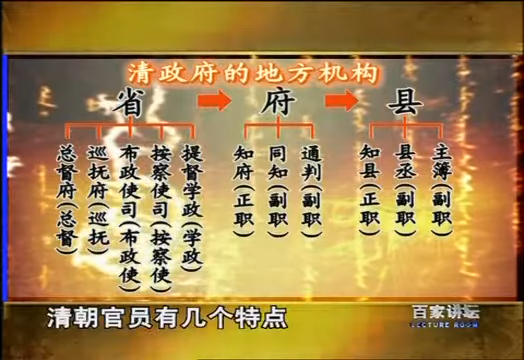 清政府的地方机构
省 府 县
总督府(总督)
巡抚府(巡抚)
布政使司(布政使)
按察使司(按察使)
提督学政(学政)
知府(正职)
同知(副职)
通判(副职)
知县(正职)
县丞(副职)
主簿(副职)
清朝官员有几个特点
百家讲坛
LECTURE ROOM